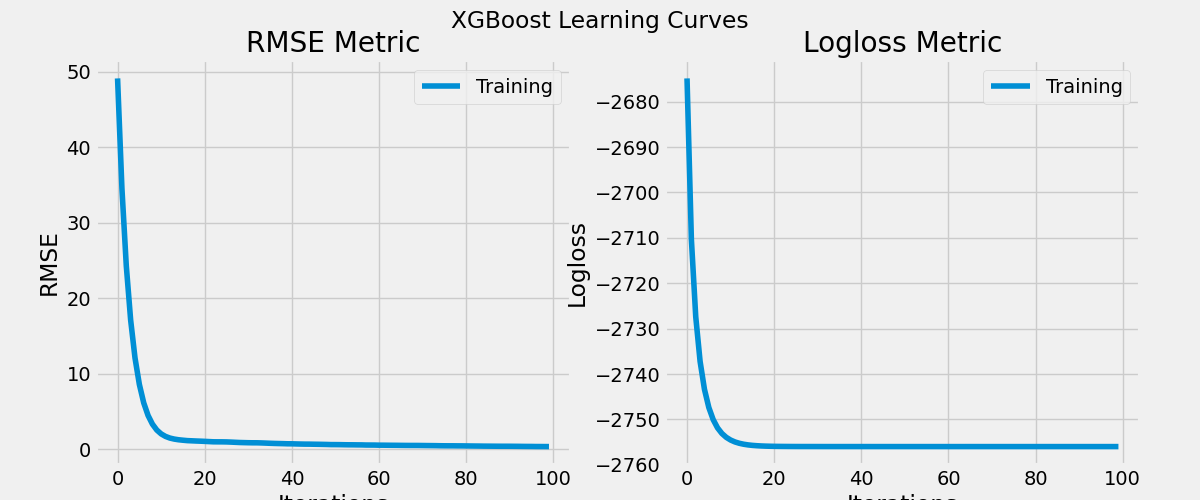 XGBoost Learning Curves
RMSE Metric
Logloss Metric
Training
Training
50
40
30
20
10
0
RMSE
0 20 40 60 80 100
Iterations
−2680
−2690
−2700
−2710
−2720
−2730
−2740
−2750
−2760
Logloss
0 20 40 60 80 100
Iterations